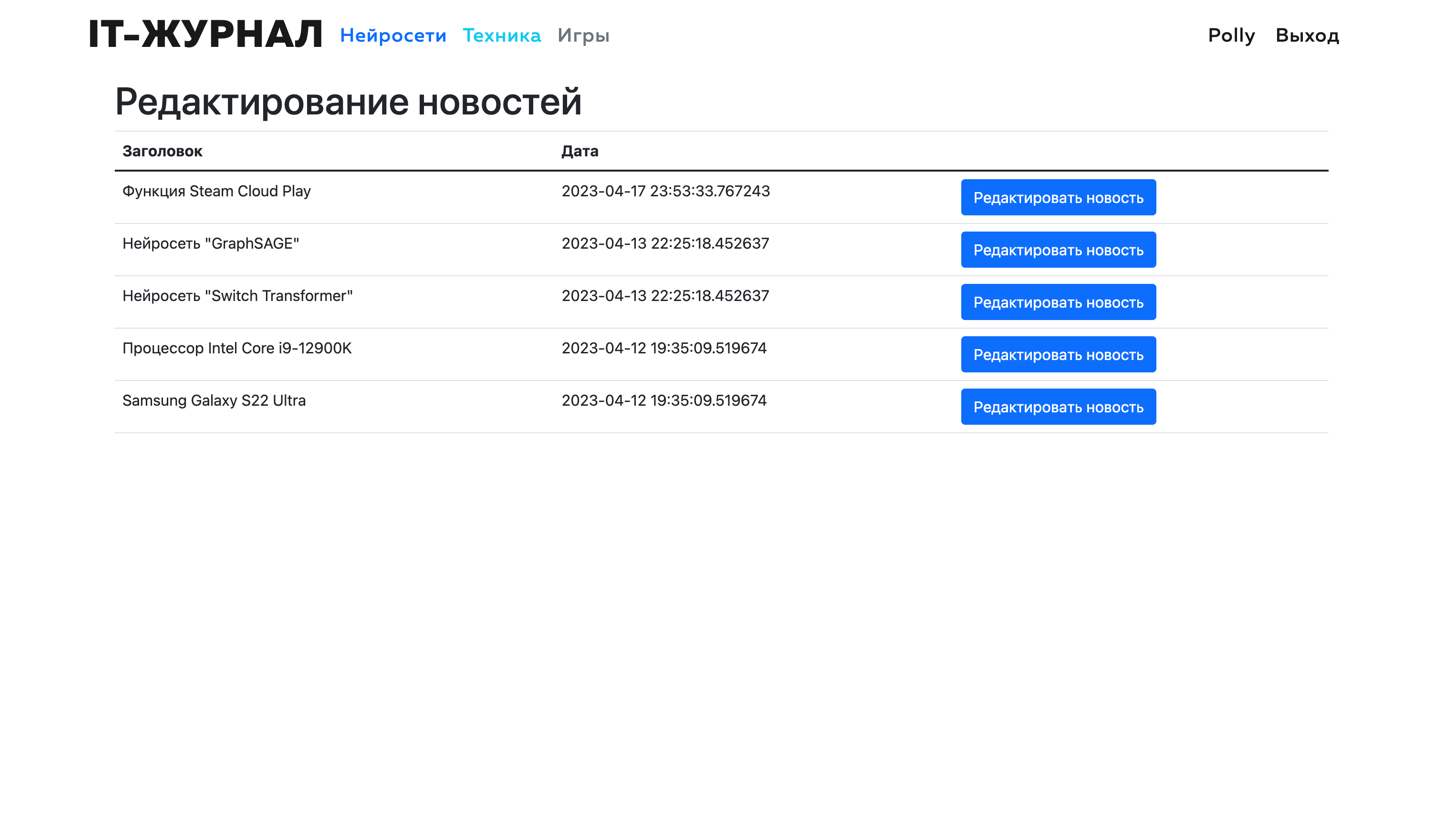 IT-ЖУРНАЛ Нейросети Техника Игры Polly Выход
Редактирование новостей
Заголовок Дата
Функция Steam Cloud Play 2023-04-17 23:53:33.767243 Редактировать новость
Нейросеть "GraphSAGE" 2023-04-13 22:25:18.452637 Редактировать новость
Нейросеть "Switch Transformer" 2023-04-13 22:25:18.452637 Редактировать новость
Процессор Intel Core i9-12900K 2023-04-12 19:35:09.519674 Редактировать новость
Samsung Galaxy S22 Ultra 2023-04-12 19:35:09.519674 Редактировать новость